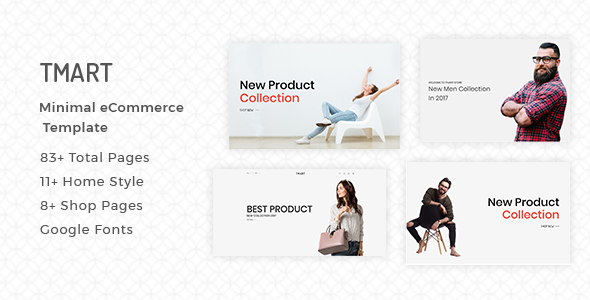 TMART
Minimal eCommerce
Template
83+ Total Pages
11+ Home Style
8+ Shop Pages
Google Fonts
New Product
Collection
SHOP NOW
WELCOME TO TMART STORE
New Men Collection
In 2017
TMART
BEST PRODUCT
NEW COLLECTION 2017
New Product
Collection
SHOP NOW